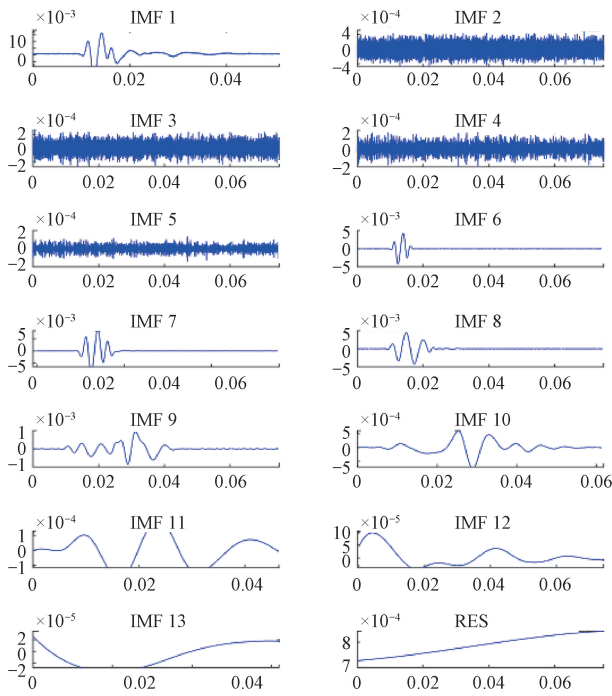 ×10⁻³ IMF 1
10
0
0 0.02 0.04
IMF 2
×10⁻⁴
4
0
−4
0 0.02 0.04 0.06
×10⁻⁴ IMF 3
2
0
−2
0 0.02 0.04 0.06
×10⁻⁴ IMF 4
2
0
−2
0 0.02 0.04 0.06
×10⁻⁴ IMF 5
2
0
−2
0 0.02 0.04 0.06
×10⁻³ IMF 6
5
0
−5
0 0.02 0.04 0.06
×10⁻³ IMF 7
5
0
−5
0 0.02 0.04 0.06
×10⁻³ IMF 8
5
0
−5
0 0.02 0.04 0.06
×10⁻³ IMF 9
1
0
−1
0 0.02 0.04 0.06
×10⁻⁴ IMF 10
5
0
−5
0 0.02 0.04 0.06
×10⁻⁴ IMF 11
1
0
−1
0 0.02 0.04
×10⁻⁵ IMF 12
10
5
0
0 0.02 0.04 0.06
×10⁻⁵ IMF 13
2
0
−2
0 0.02 0.04 0.06
×10⁻⁴ RES
8
7
0 0.02 0.04 0.06